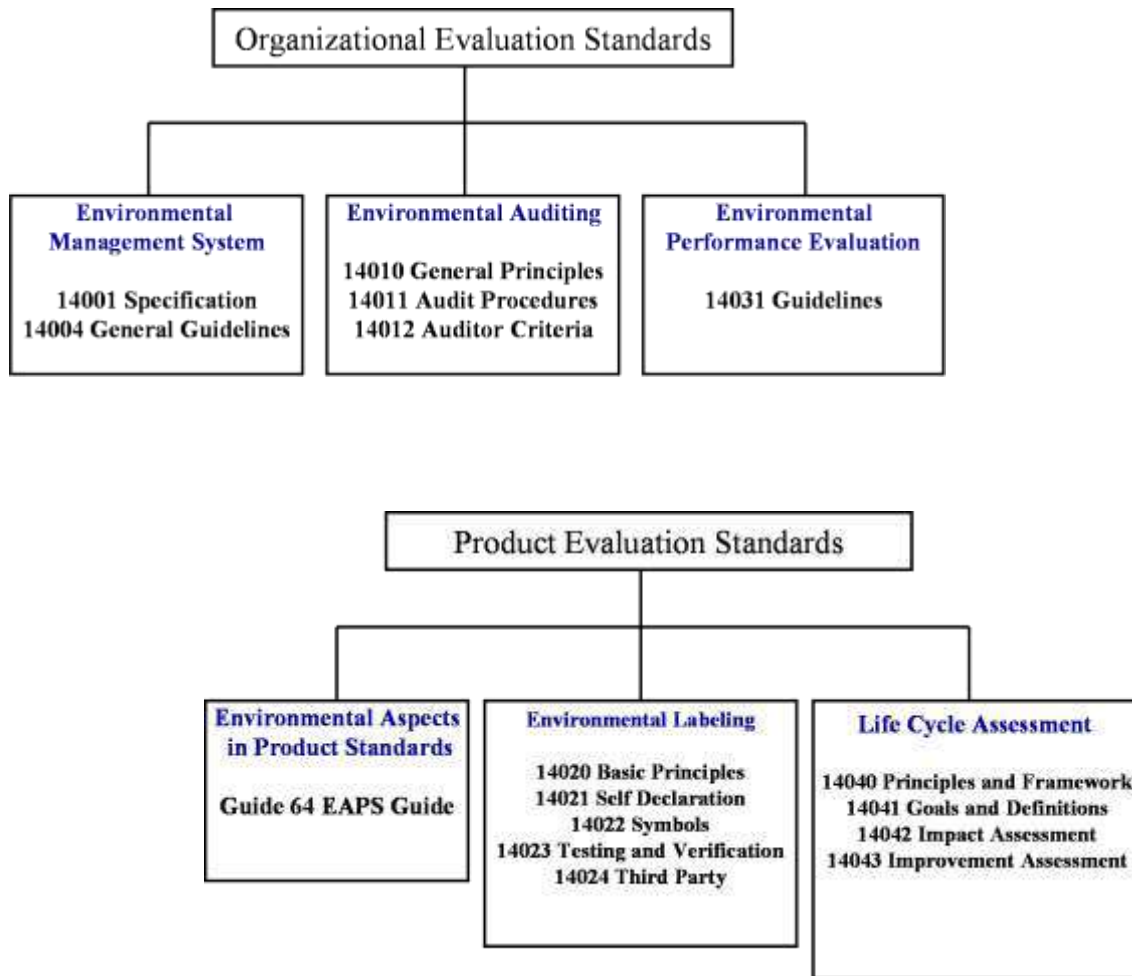 Organizational Evaluation Standards
Environmental
Management System
14001 Specification
14004 General Guidelines
Environmental Auditing
14010 General Principles
14011 Audit Procedures
14012 Auditor Criteria
Environmental
Performance Evaluation
14031 Guidelines
Product Evaluation Standards
Environmental Aspects
in Product Standards
Guide 64 EAPS Guide
Environmental Labeling
14020 Basic Principles
14021 Self Declaration
14022 Symbols
14023 Testing and Verification
14024 Third Party
Life Cycle Assessment
14040 Principles and Framework
14041 Goals and Definitions
14042 Impact Assessment
14043 Improvement Assessment